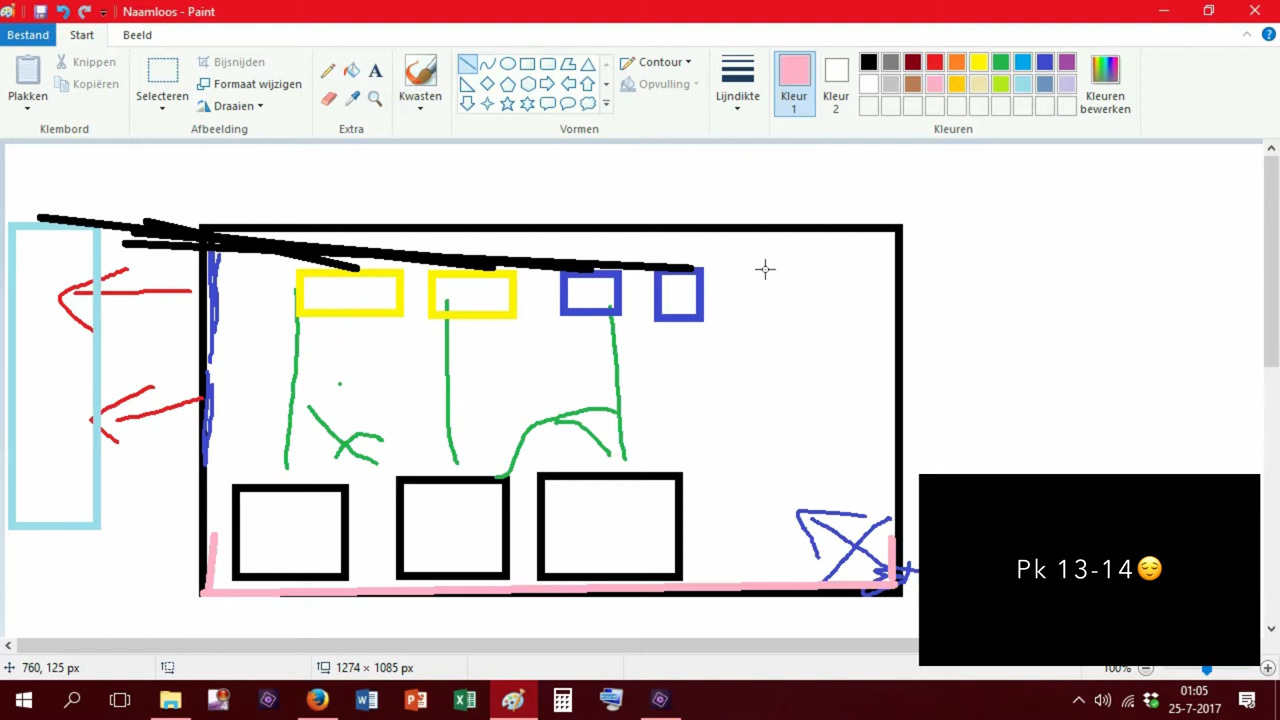 Naamloos - Paint
Bestand Start Beeld
Plakken
Knippen
Kopiëren
Klembord
Selecteren
Bijsnijden
Formaat wijzigen
Draaien
Afbeelding
Extra
Kwasten
Contour
Opvulling
Vormen
Lijndikte
Kleur
1
Kleur
2
Kleuren
bewerken
Kleuren
Pk 13-14😌
760, 125 px
1274 × 1085 px
100%
01:05
25-7-2017